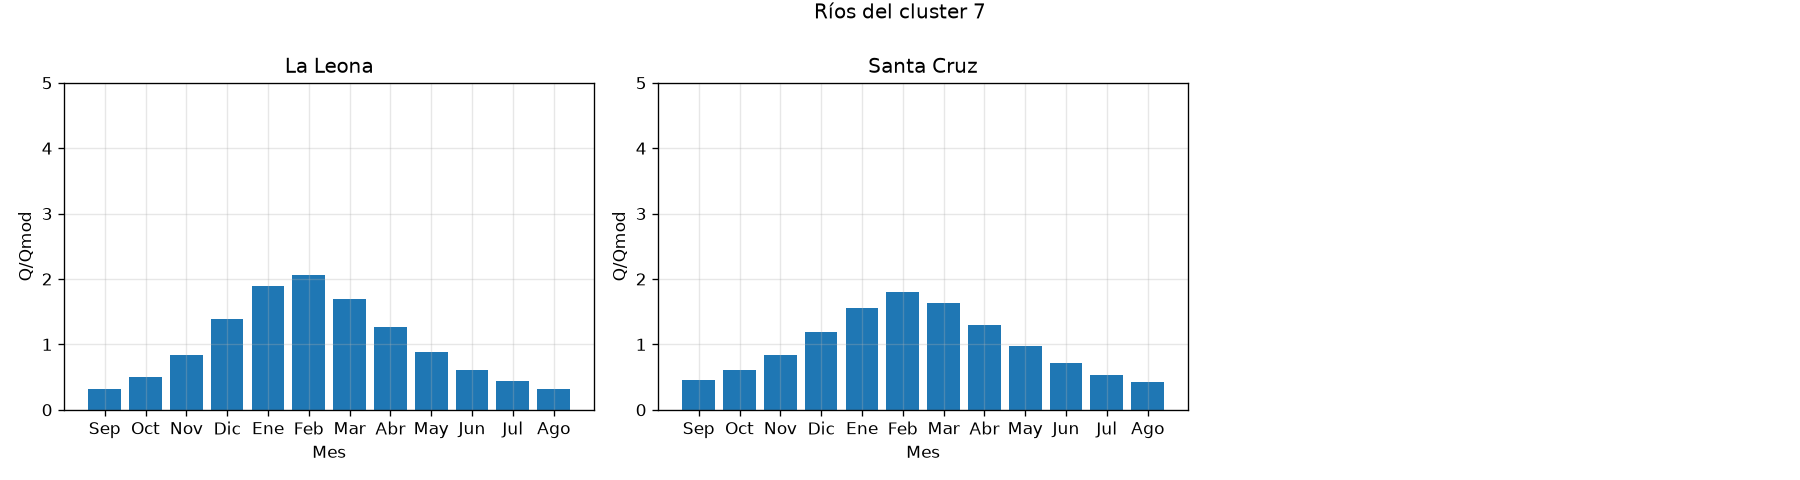 Ríos del cluster 7
La Leona
5
4
3
2
1
0
Q/Qmod
Sep Oct Nov Dic Ene Feb Mar Abr May Jun Jul Ago
Mes
Santa Cruz
5
4
3
2
1
0
Q/Qmod
Sep Oct Nov Dic Ene Feb Mar Abr May Jun Jul Ago
Mes